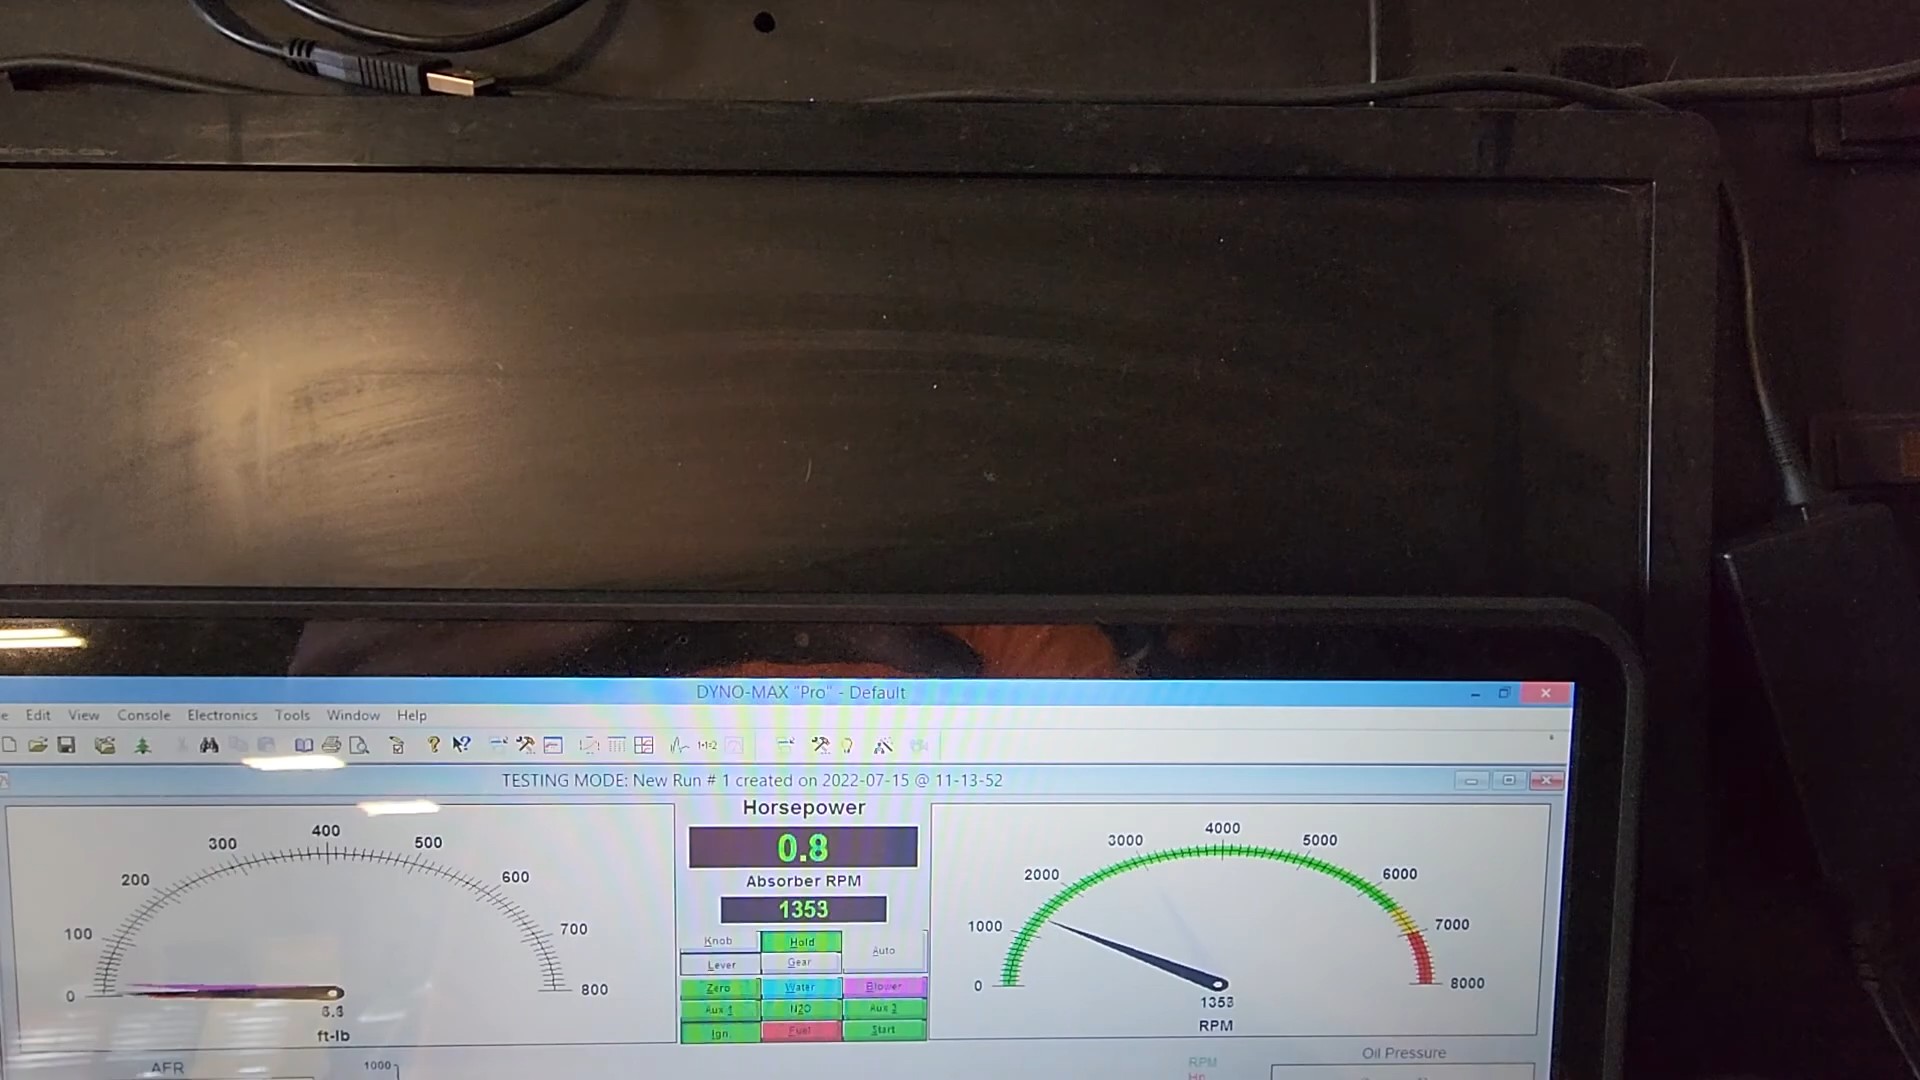 DYNO-MAX "Pro" - Default
Edit View Console Electronics Tools Window Help
TESTING MODE: New Run # 1 created on 2022-07-15 @ 11-13-52
Horsepower
0.8
Absorber RPM
1353
Knob Hold Auto
Lever Gear
Zero Water Blower
Aux 1 N2O Aux 2
Ign. Fuel Start
0 100 200 300 400 500 600 700 800
ft-lb
0 1000 2000 3000 4000 5000 6000 7000 8000
1353
RPM
AFR
1000
RPM
Hp
Oil Pressure